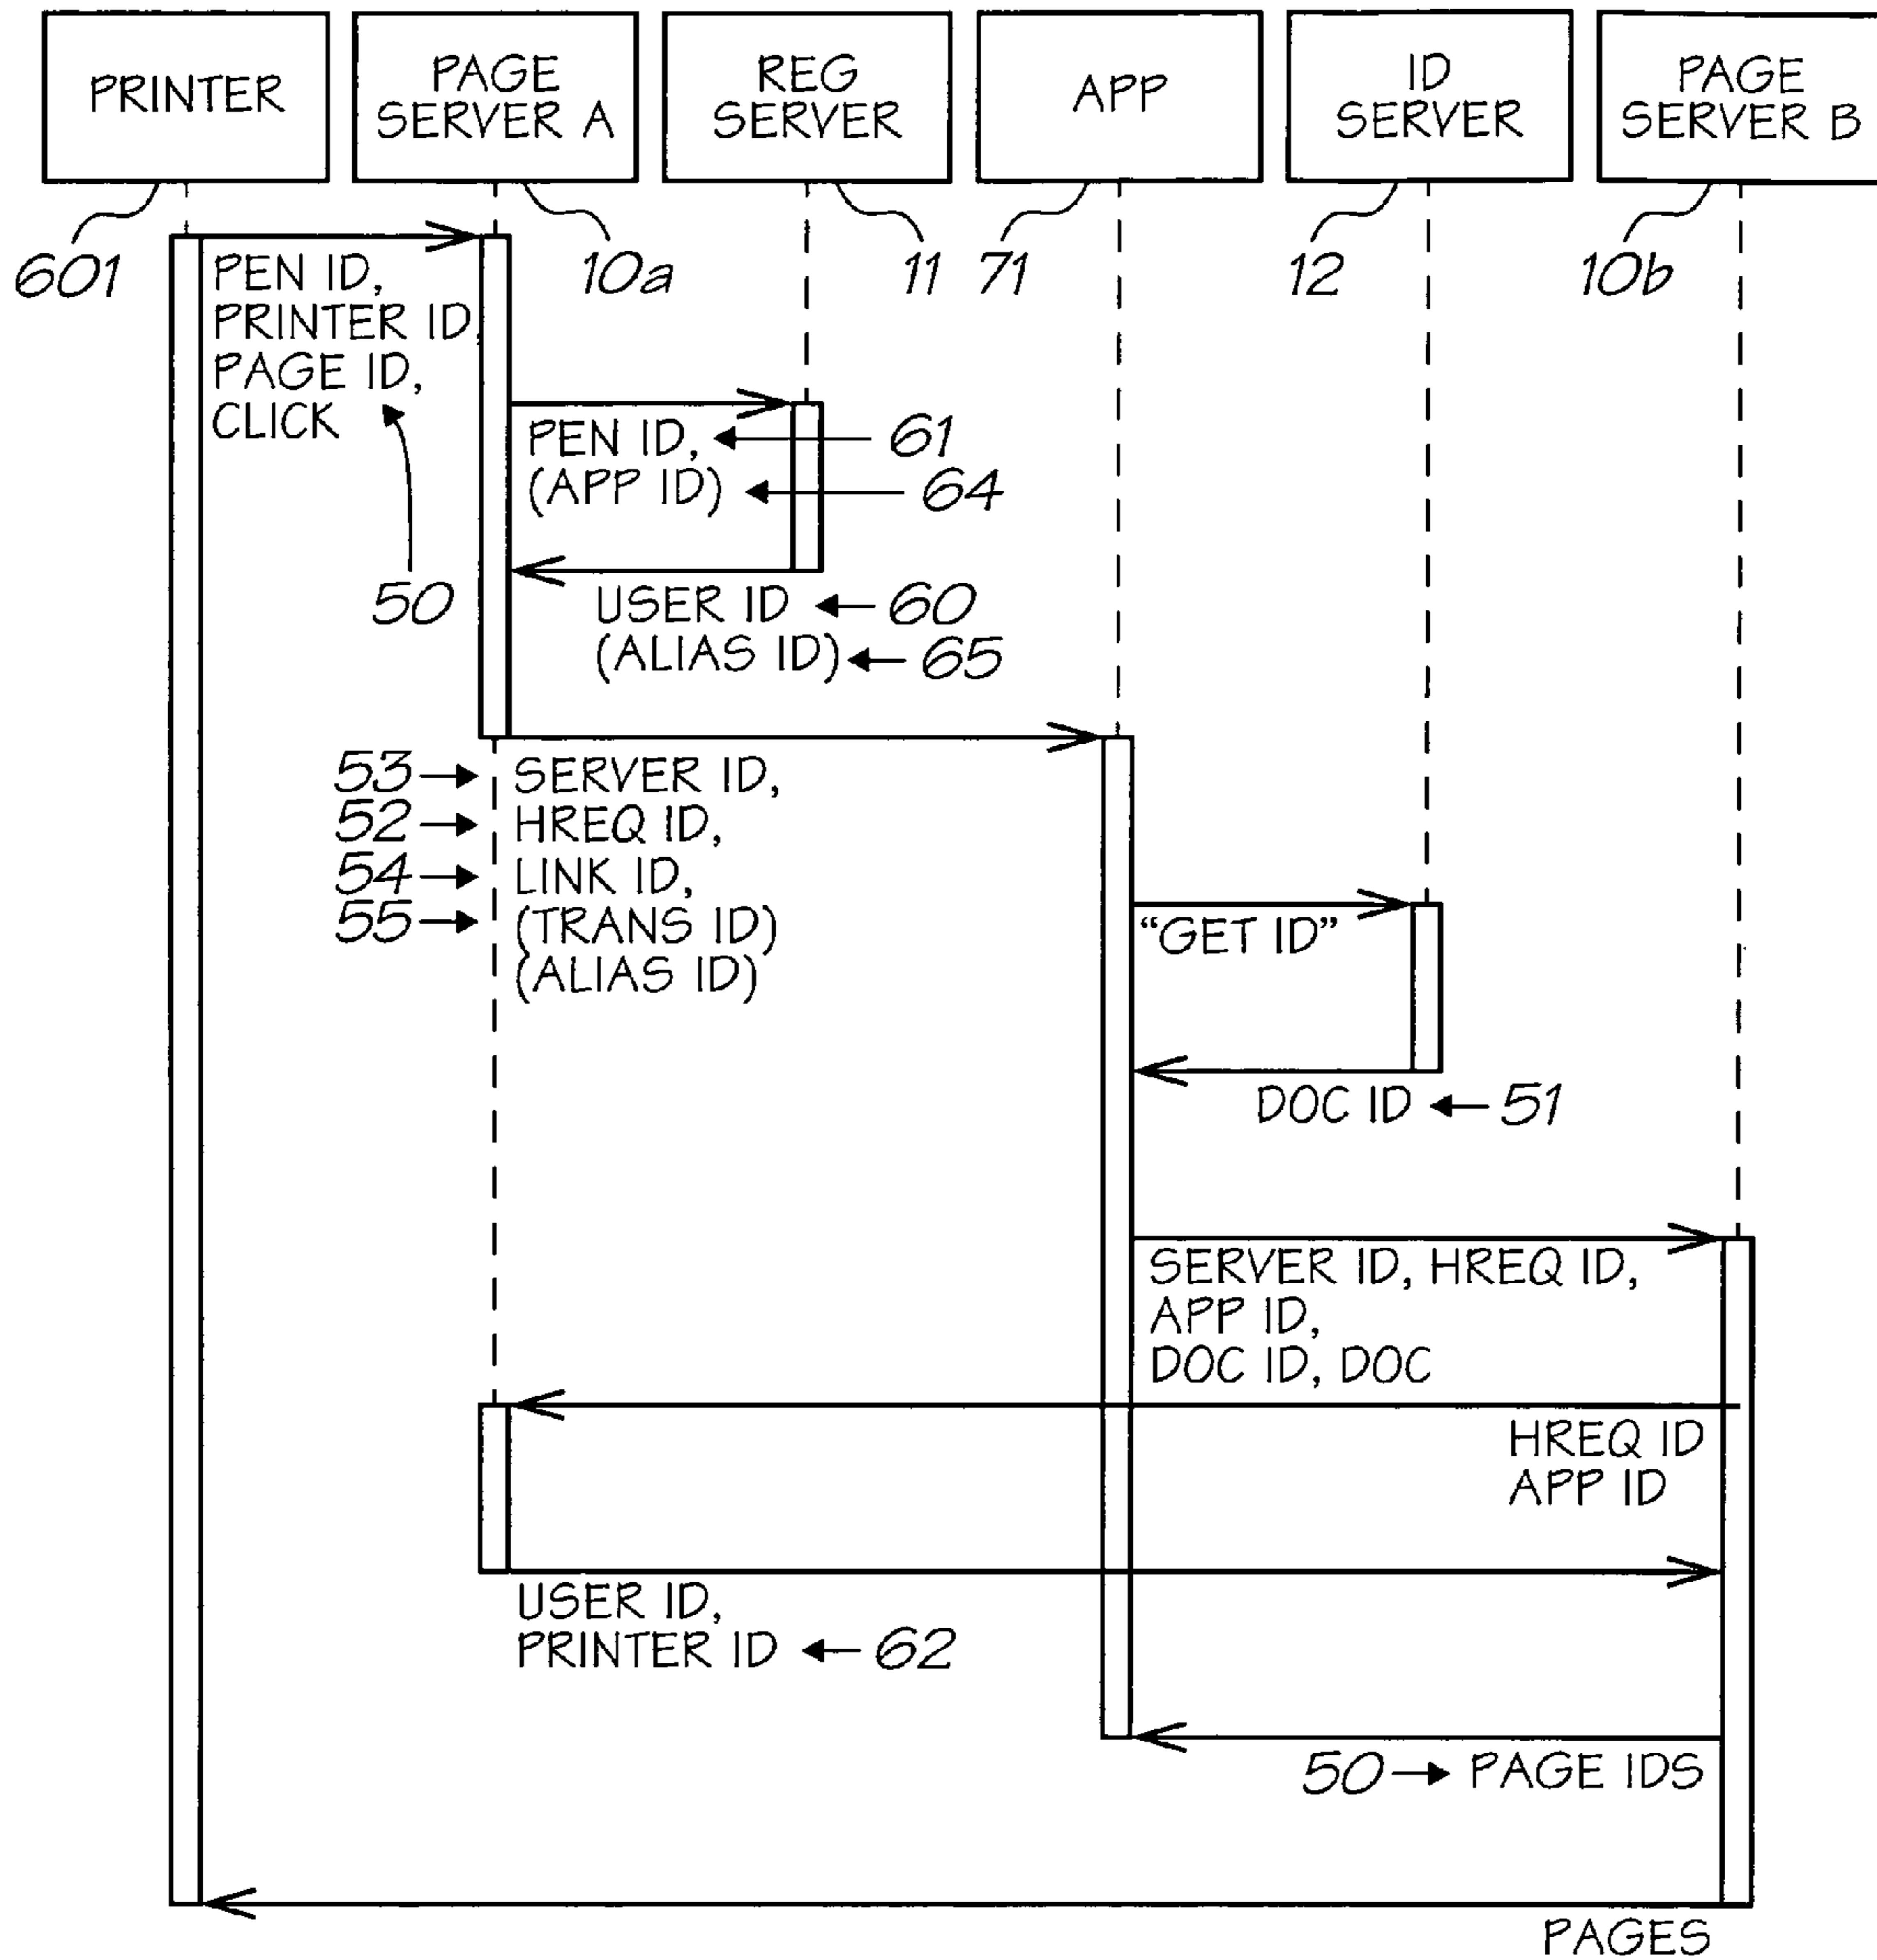 PRINTER
PAGE
SERVER A
REG
SERVER
APP
ID
SERVER
PAGE
SERVER B
601
10a
11
71
12
10b
PEN ID,
PRINTER ID
PAGE ID,
CLICK
50
PEN ID,
61
(APP ID)
64
USER ID
60
(ALIAS ID)
65
53
SERVER ID,
52
HREQ ID,
54
LINK ID,
55
(TRANS ID)
(ALIAS ID)
“GET ID”
DOC ID
51
SERVER ID, HREQ ID,
APP ID,
DOC ID, DOC
HREQ ID
APP ID
USER ID,
PRINTER ID
62
50
PAGE IDS
PAGES